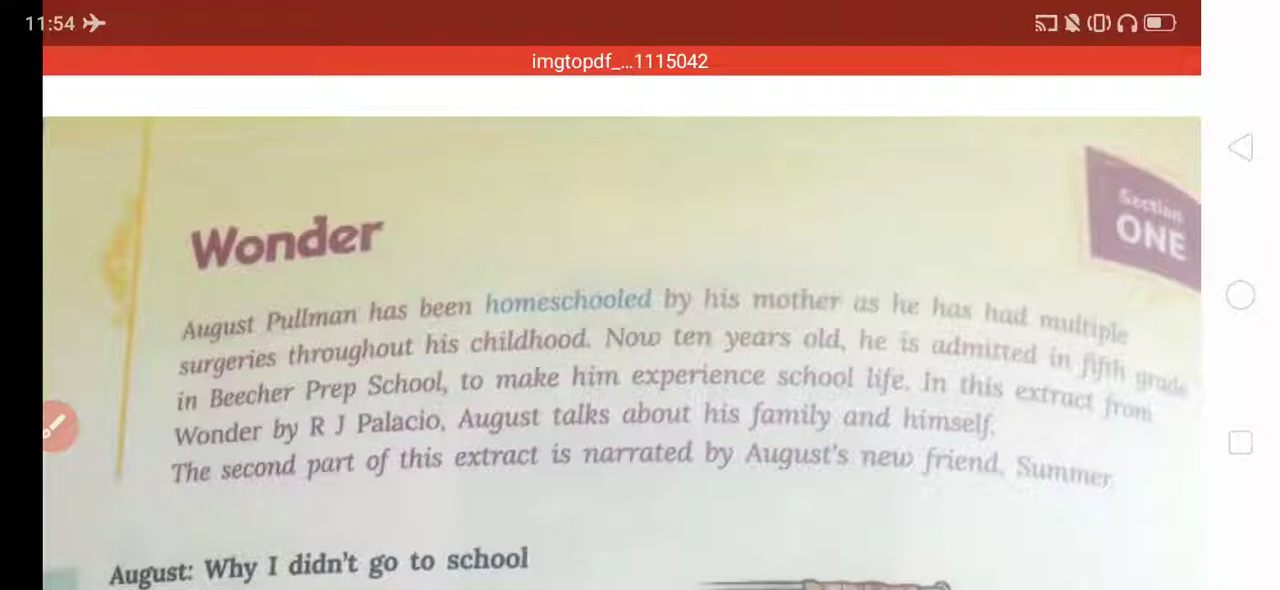 11:54
imgtopdf_...1115042
Section
ONE
Wonder
August Pullman has been homeschooled by his mother as he has had multiple
surgeries throughout his childhood. Now ten years old, he is admitted in fifth grade
in Beecher Prep School, to make him experience school life. In this extract from
Wonder by R J Palacio, August talks about his family and himself.
The second part of this extract is narrated by August's new friend, Summer
August: Why I didn't go to school